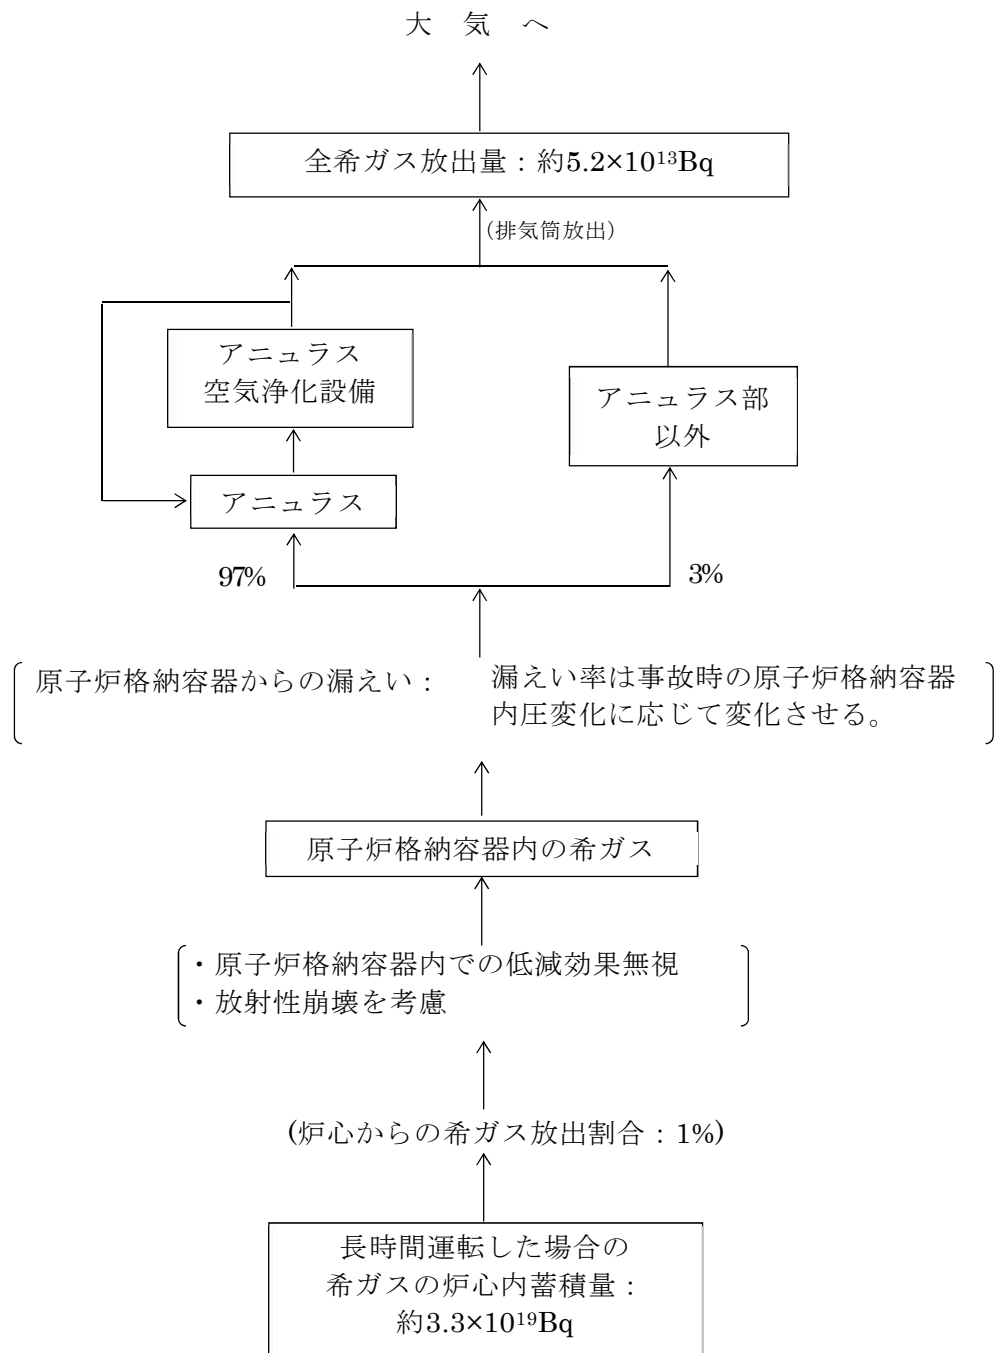 大 気 へ
全希ガス放出量：約5.2×10¹³Bq
(排気筒放出)
アニュラス
空気浄化設備
アニュラス部
以外
アニュラス
97%
3%
原子炉格納容器からの漏えい： 漏えい率は事故時の原子炉格納容器
内圧変化に応じて変化させる。
原子炉格納容器内の希ガス
・原子炉格納容器内での低減効果無視
・放射性崩壊を考慮
(炉心からの希ガス放出割合：1%)
長時間運転した場合の
希ガスの炉心内蓄積量：
約3.3×10¹⁹Bq